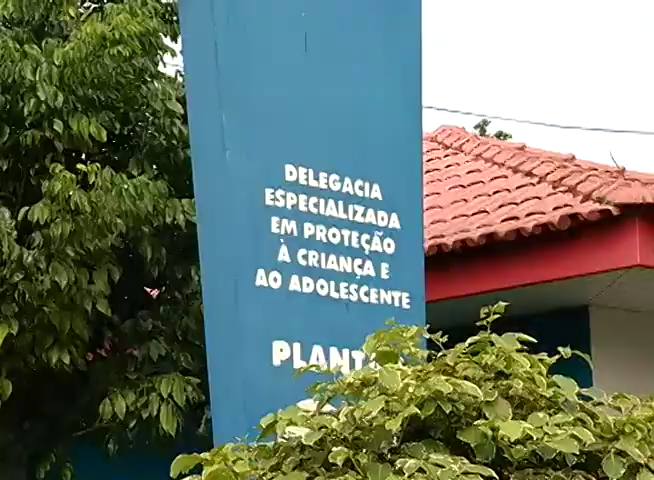 DELEGACIA
ESPECIALIZADA
EM PROTEÇÃO
À CRIANÇA E
AO ADOLESCENTE